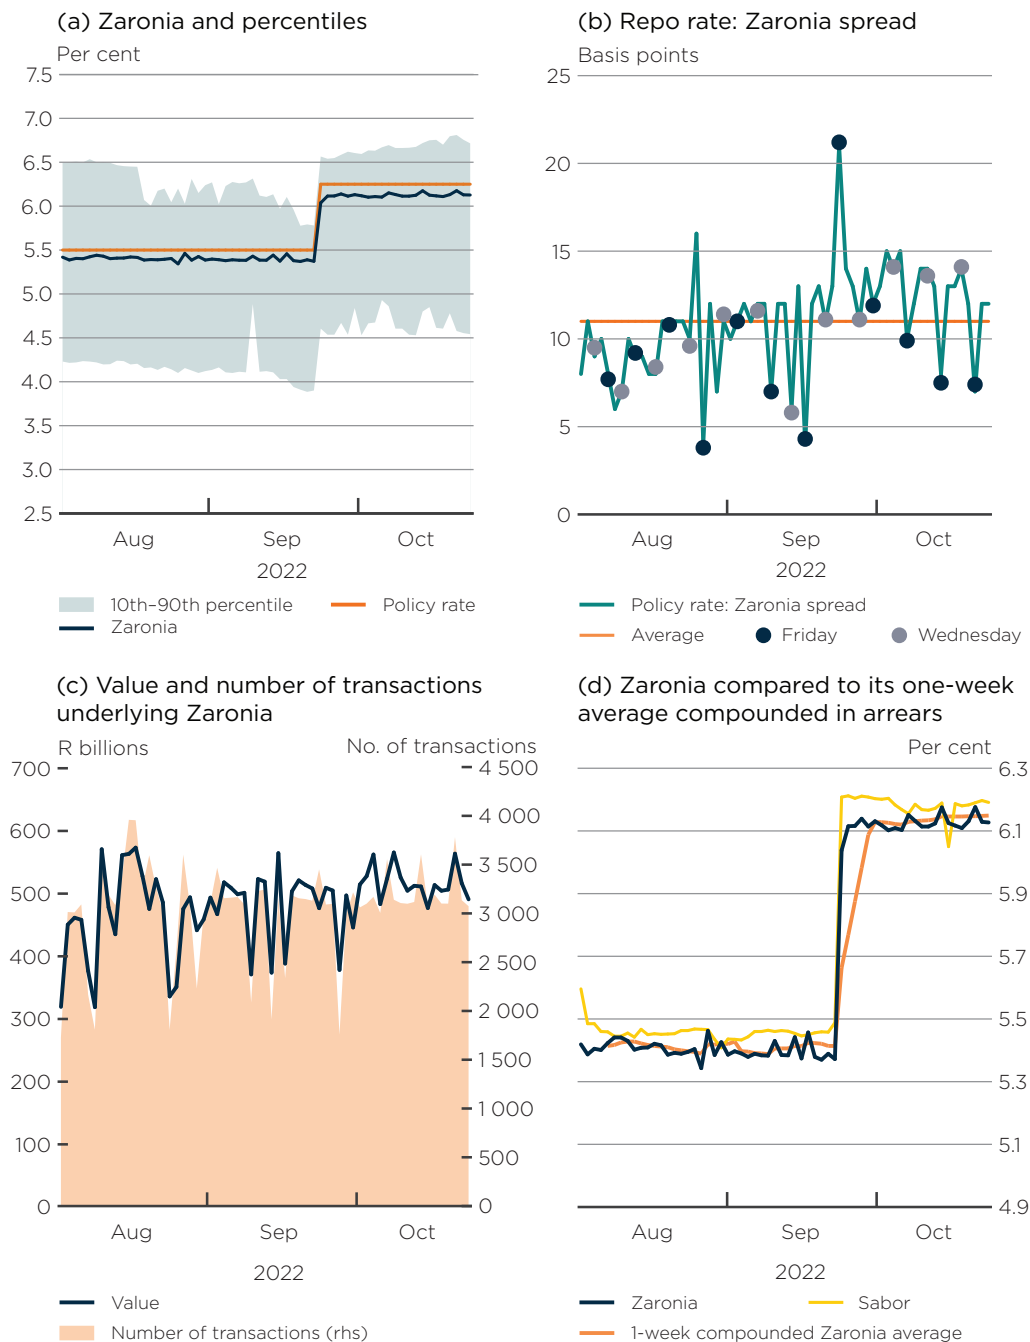 (a) Zaronia and percentiles
Per cent
7.5
7.0
6.5
6.0
5.5
5.0
4.5
4.0
3.5
3.0
2.5
Aug Sep Oct
2022
10th–90th percentile Policy rate
Zaronia
(b) Repo rate: Zaronia spread
Basis points
25
20
15
10
5
0
Aug Sep Oct
2022
Policy rate: Zaronia spread
Average Friday Wednesday
(c) Value and number of transactions
underlying Zaronia
R billions No. of transactions
700 4 500
600 4 000
500 3 500
400 3 000
300 2 500
200 2 000
100 1 500
0 1 000
500
0
Aug Sep Oct
2022
Value
Number of transactions (rhs)
(d) Zaronia compared to its one-week
average compounded in arrears
Per cent
6.3
6.1
5.9
5.7
5.5
5.3
5.1
4.9
Aug Sep Oct
2022
Zaronia Sabor
1-week compounded Zaronia average